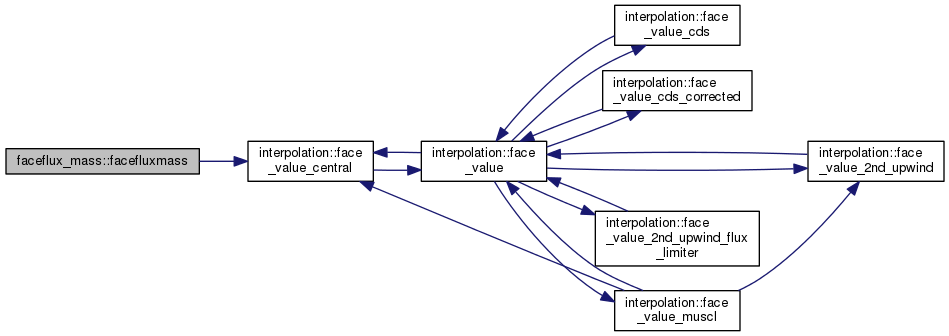 faceflux_mass::facefluxmass
interpolation::face
_value_central
interpolation::face
_value
interpolation::face
_value_cds
interpolation::face
_value_cds_corrected
interpolation::face
_value_2nd_upwind
interpolation::face
_value_2nd_upwind_flux
_limiter
interpolation::face
_value_muscl